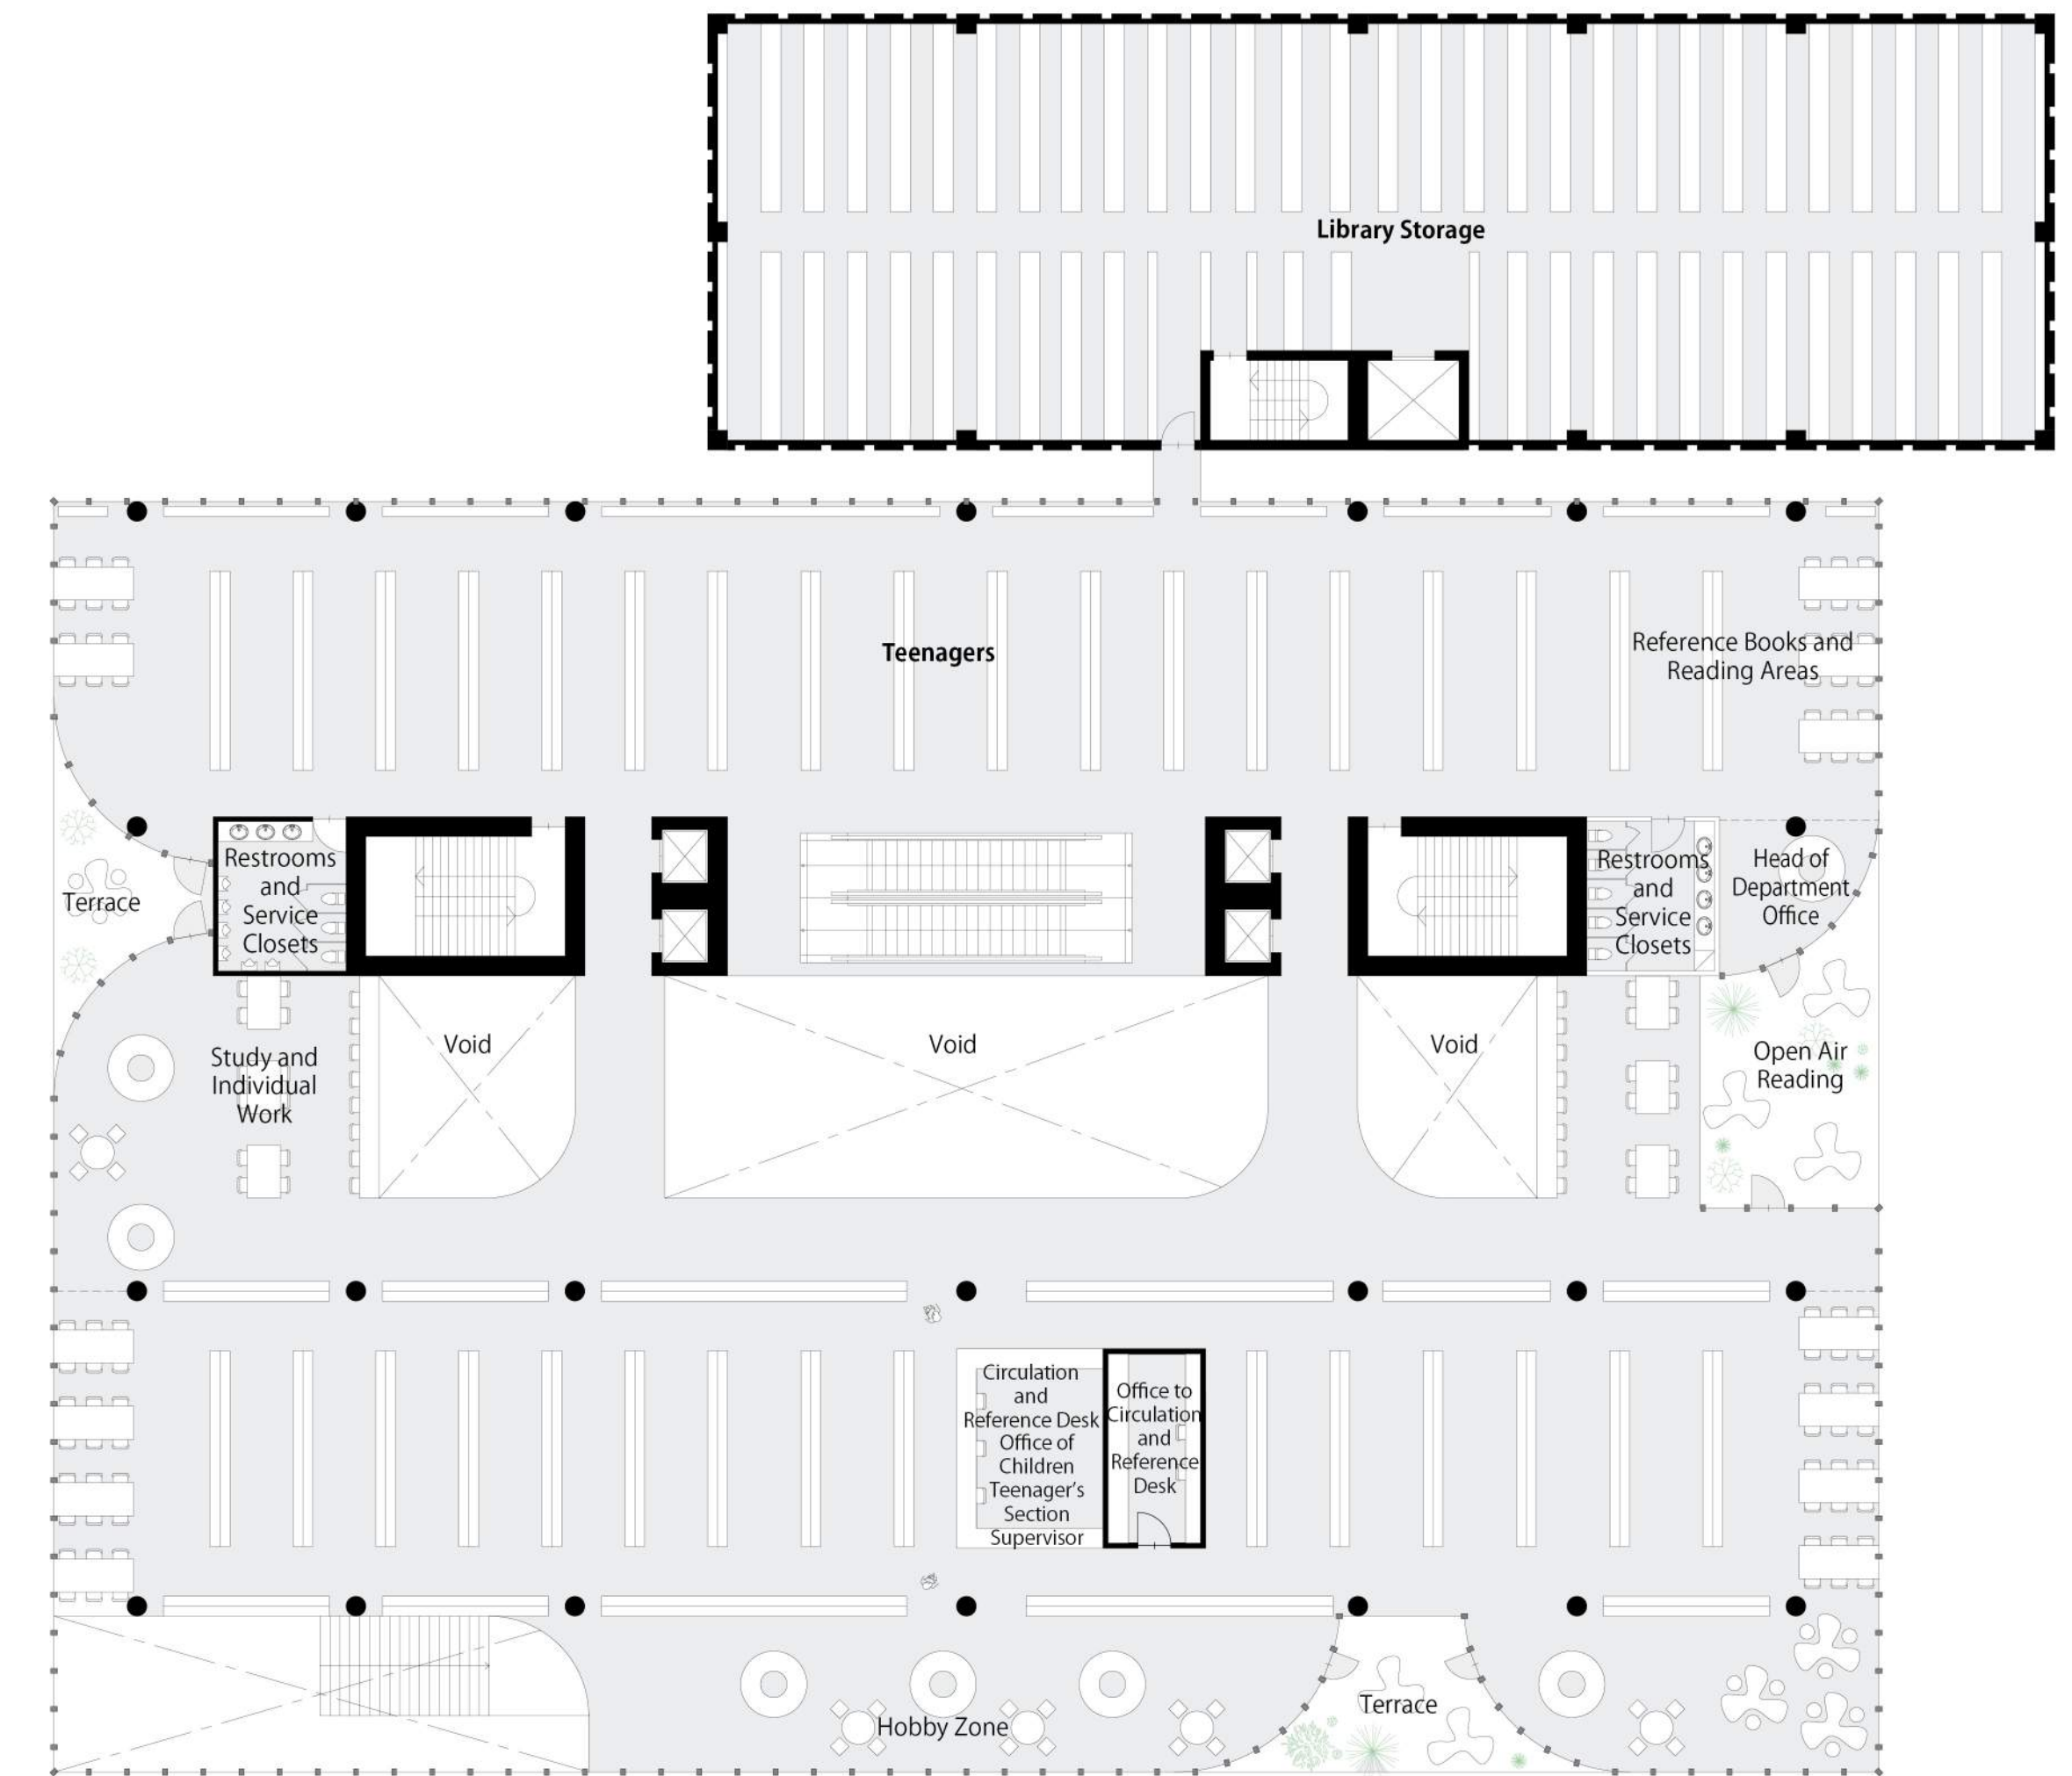 Library Storage
Teenagers
Reference Books and
Reading Areas
Restrooms
and
Service
Closets
Terrace
Restrooms
and
Service
Closets
Head of
Department
Office
Study and
Individual
Work
Void
Void
Void
Open Air
Reading
Circulation
and
Reference Desk
Office of
Children
Teenager's
Section
Supervisor
Office to
Circulation
and
Reference
Desk
Hobby Zone
Terrace